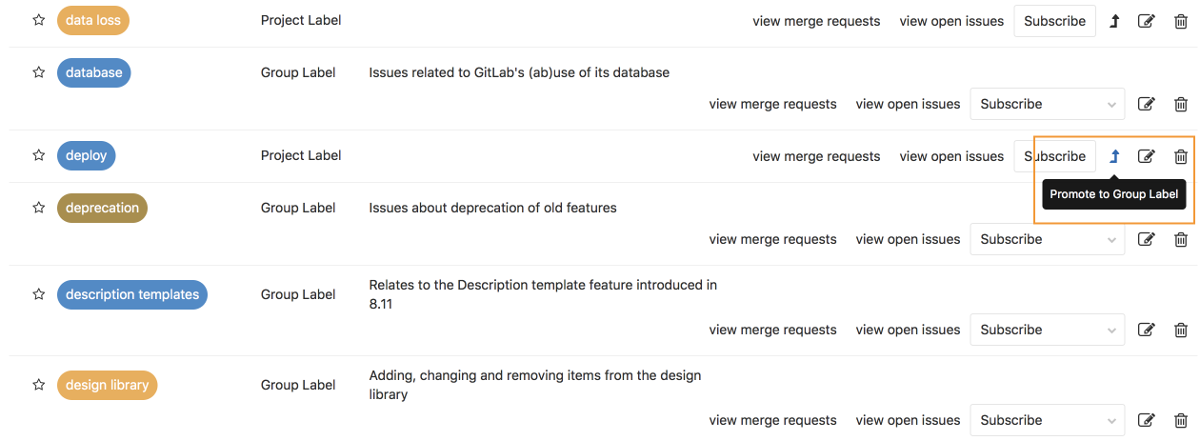 data loss Project Label view merge requests view open issues Subscribe
database Group Label Issues related to GitLab's (ab)use of its database
view merge requests view open issues Subscribe
deploy Project Label view merge requests view open issues Subscribe
Promote to Group Label
deprecation Group Label Issues about deprecation of old features
view merge requests view open issues Subscribe
description templates Group Label Relates to the Description template feature introduced in
8.11
view merge requests view open issues Subscribe
design library Group Label Adding, changing and removing items from the design
library
view merge requests view open issues Subscribe